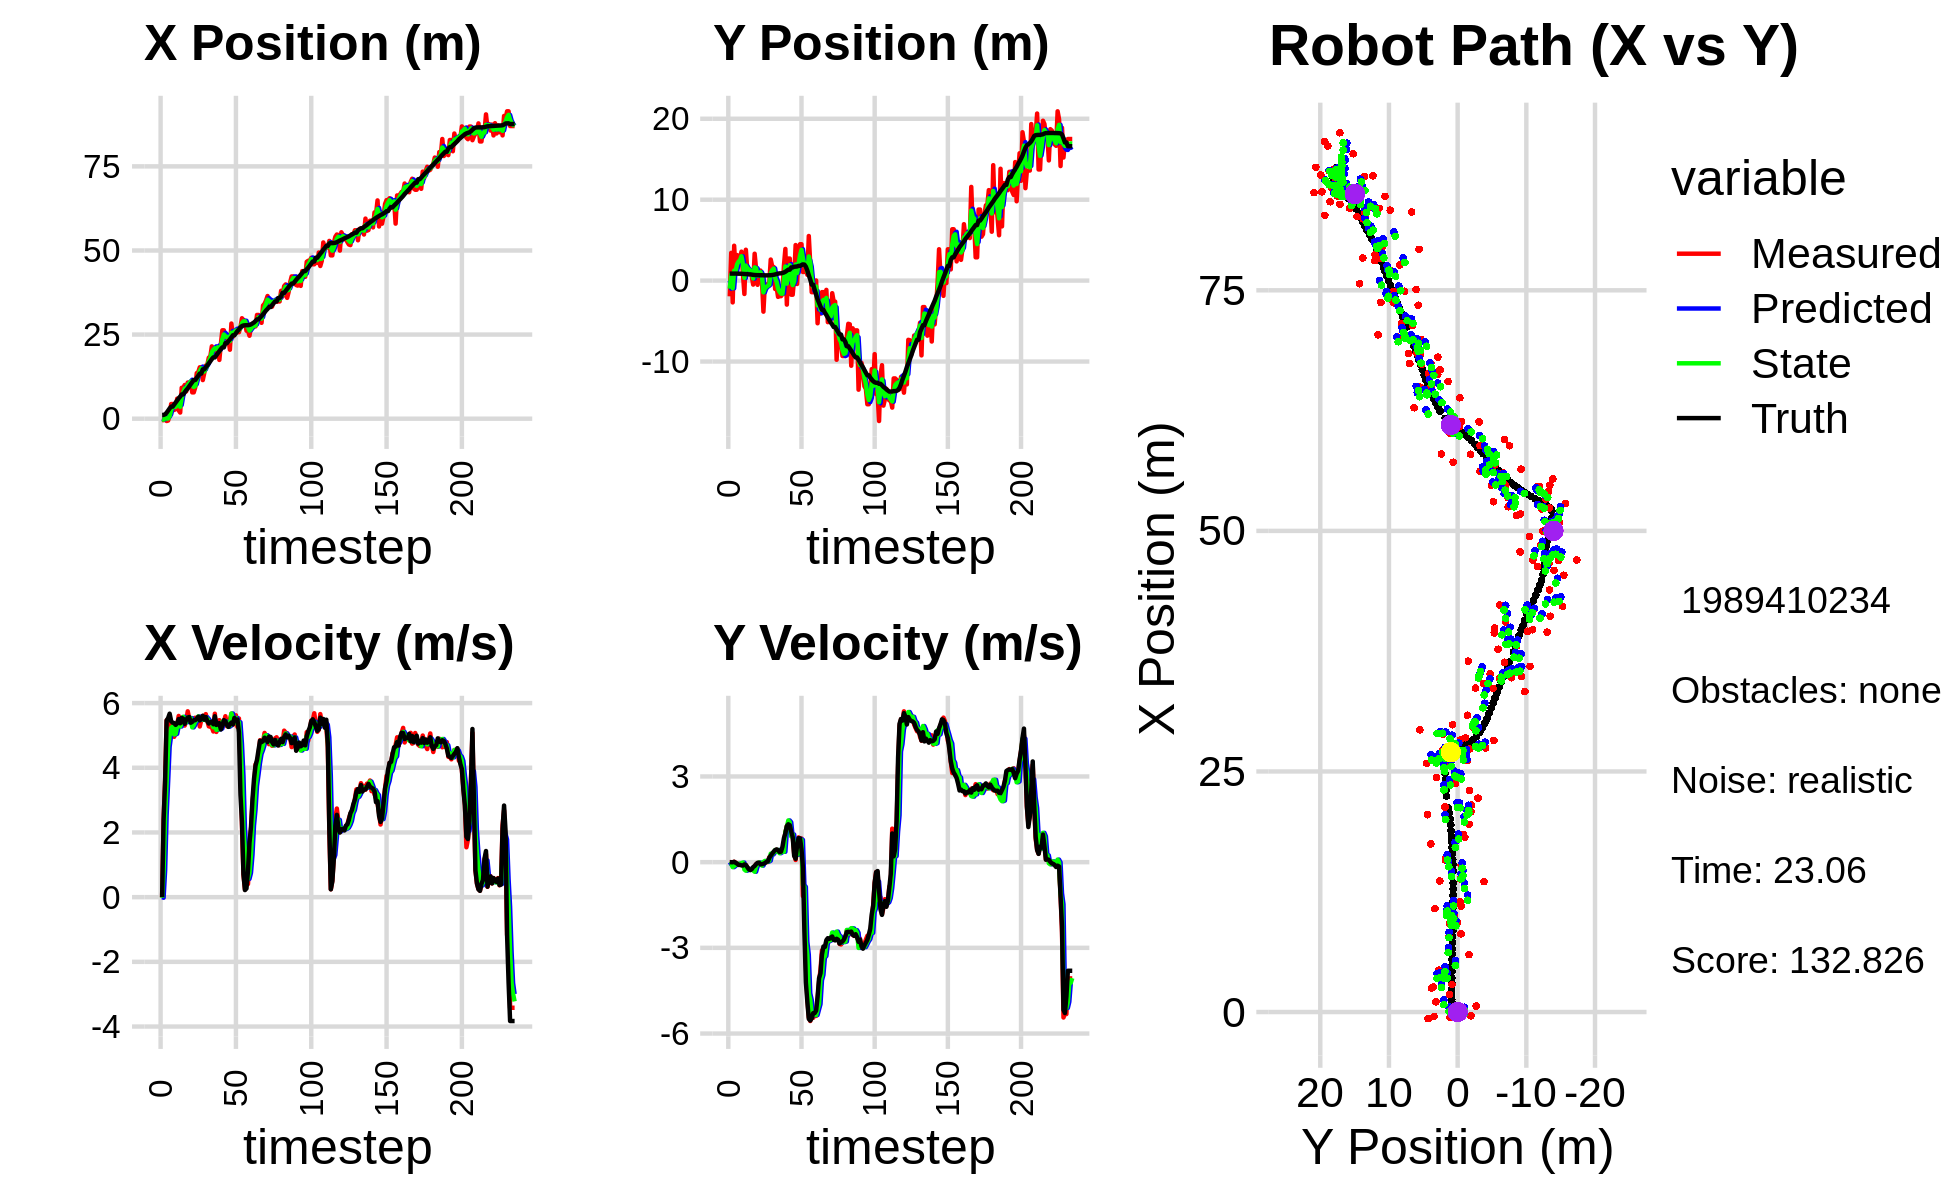 X Position (m)
75
50
25
0
0 50 100 150 200
timestep
Y Position (m)
20
10
0
-10
0 50 100 150 200
timestep
X Velocity (m/s)
6
4
2
0
-2
-4
0 50 100 150 200
timestep
Y Velocity (m/s)
3
0
-3
-6
0 50 100 150 200
timestep
Robot Path (X vs Y)
X Position (m)
75
50
25
0
20 10 0 -10 -20
Y Position (m)
variable
Measured
Predicted
State
Truth
1989410234
Obstacles: none
Noise: realistic
Time: 23.06
Score: 132.826